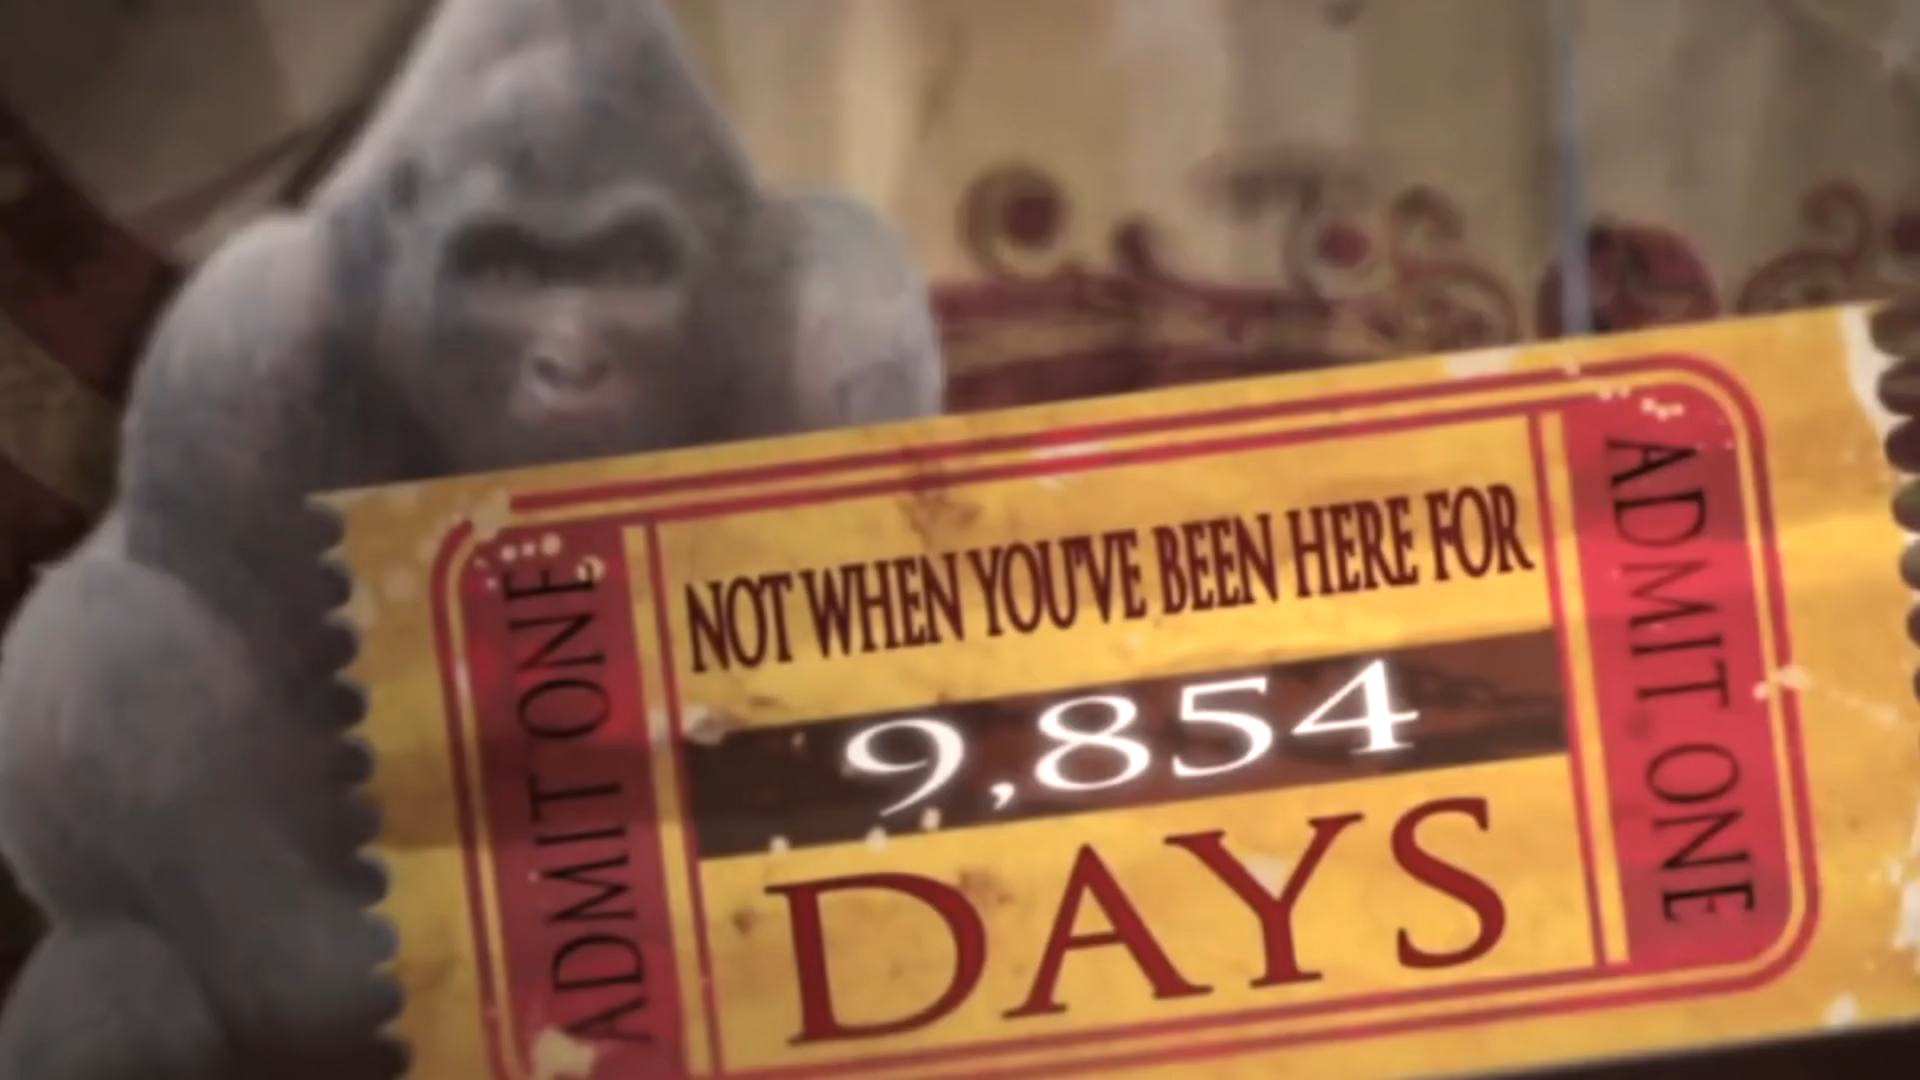 ADMIT ONE
NOT WHEN YOU'VE BEEN HERE FOR
9,854
DAYS
ADMIT ONE